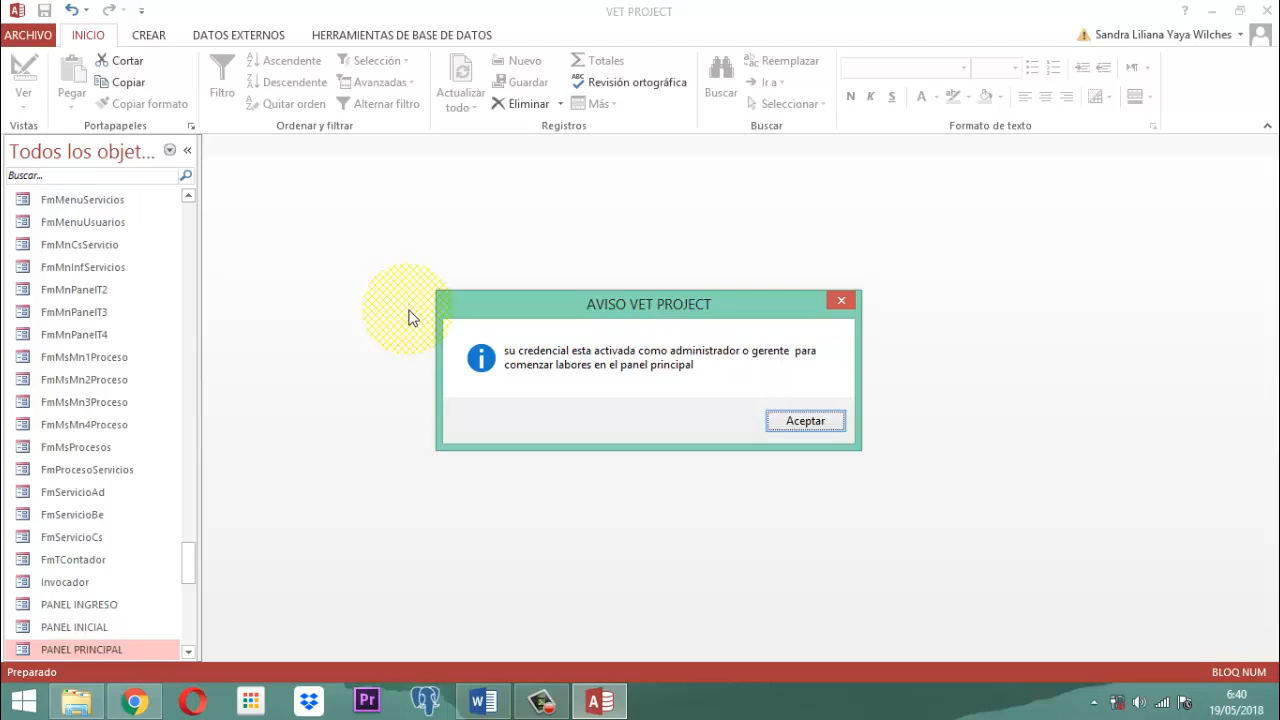 VET PROJECT
ARCHIVO INICIO CREAR DATOS EXTERNOS HERRAMIENTAS DE BASE DE DATOS Sandra Liliana Yaya Wilches
Ver
Vistas
Pegar
Cortar
Copiar
Copiar formato
Portapapeles
Filtro
Ascendente
Descendente
Quitar orden
Selección
Avanzadas
Alternar filtro
Ordenar y filtrar
Actualizar
todo
Nuevo
Guardar
Eliminar
Totales
Revisión ortográfica
Más
Registros
Buscar
Reemplazar
Ir a
Seleccionar
Buscar
N K S
A
Formato de texto
Todos los objet...
Buscar...
FmMenuServicios
FmMenuUsuarios
FmMnCsServicio
FmMnInfServicios
FmMnPanelT2
FmMnPanelT3
FmMnPanelT4
FmMsMn1Proceso
FmMsMn2Proceso
FmMsMn3Proceso
FmMsMn4Proceso
FmMsProcesos
FmProcesoServicios
FmServicioAd
FmServicioBe
FmServicioCs
FmTContador
Invocador
PANEL INGRESO
PANEL INICIAL
PANEL PRINCIPAL
AVISO VET PROJECT
su credencial esta activada como administrador o gerente para
comenzar labores en el panel principal
Aceptar
Preparado
BLOQ NUM
Pr
6:40
19/05/2018